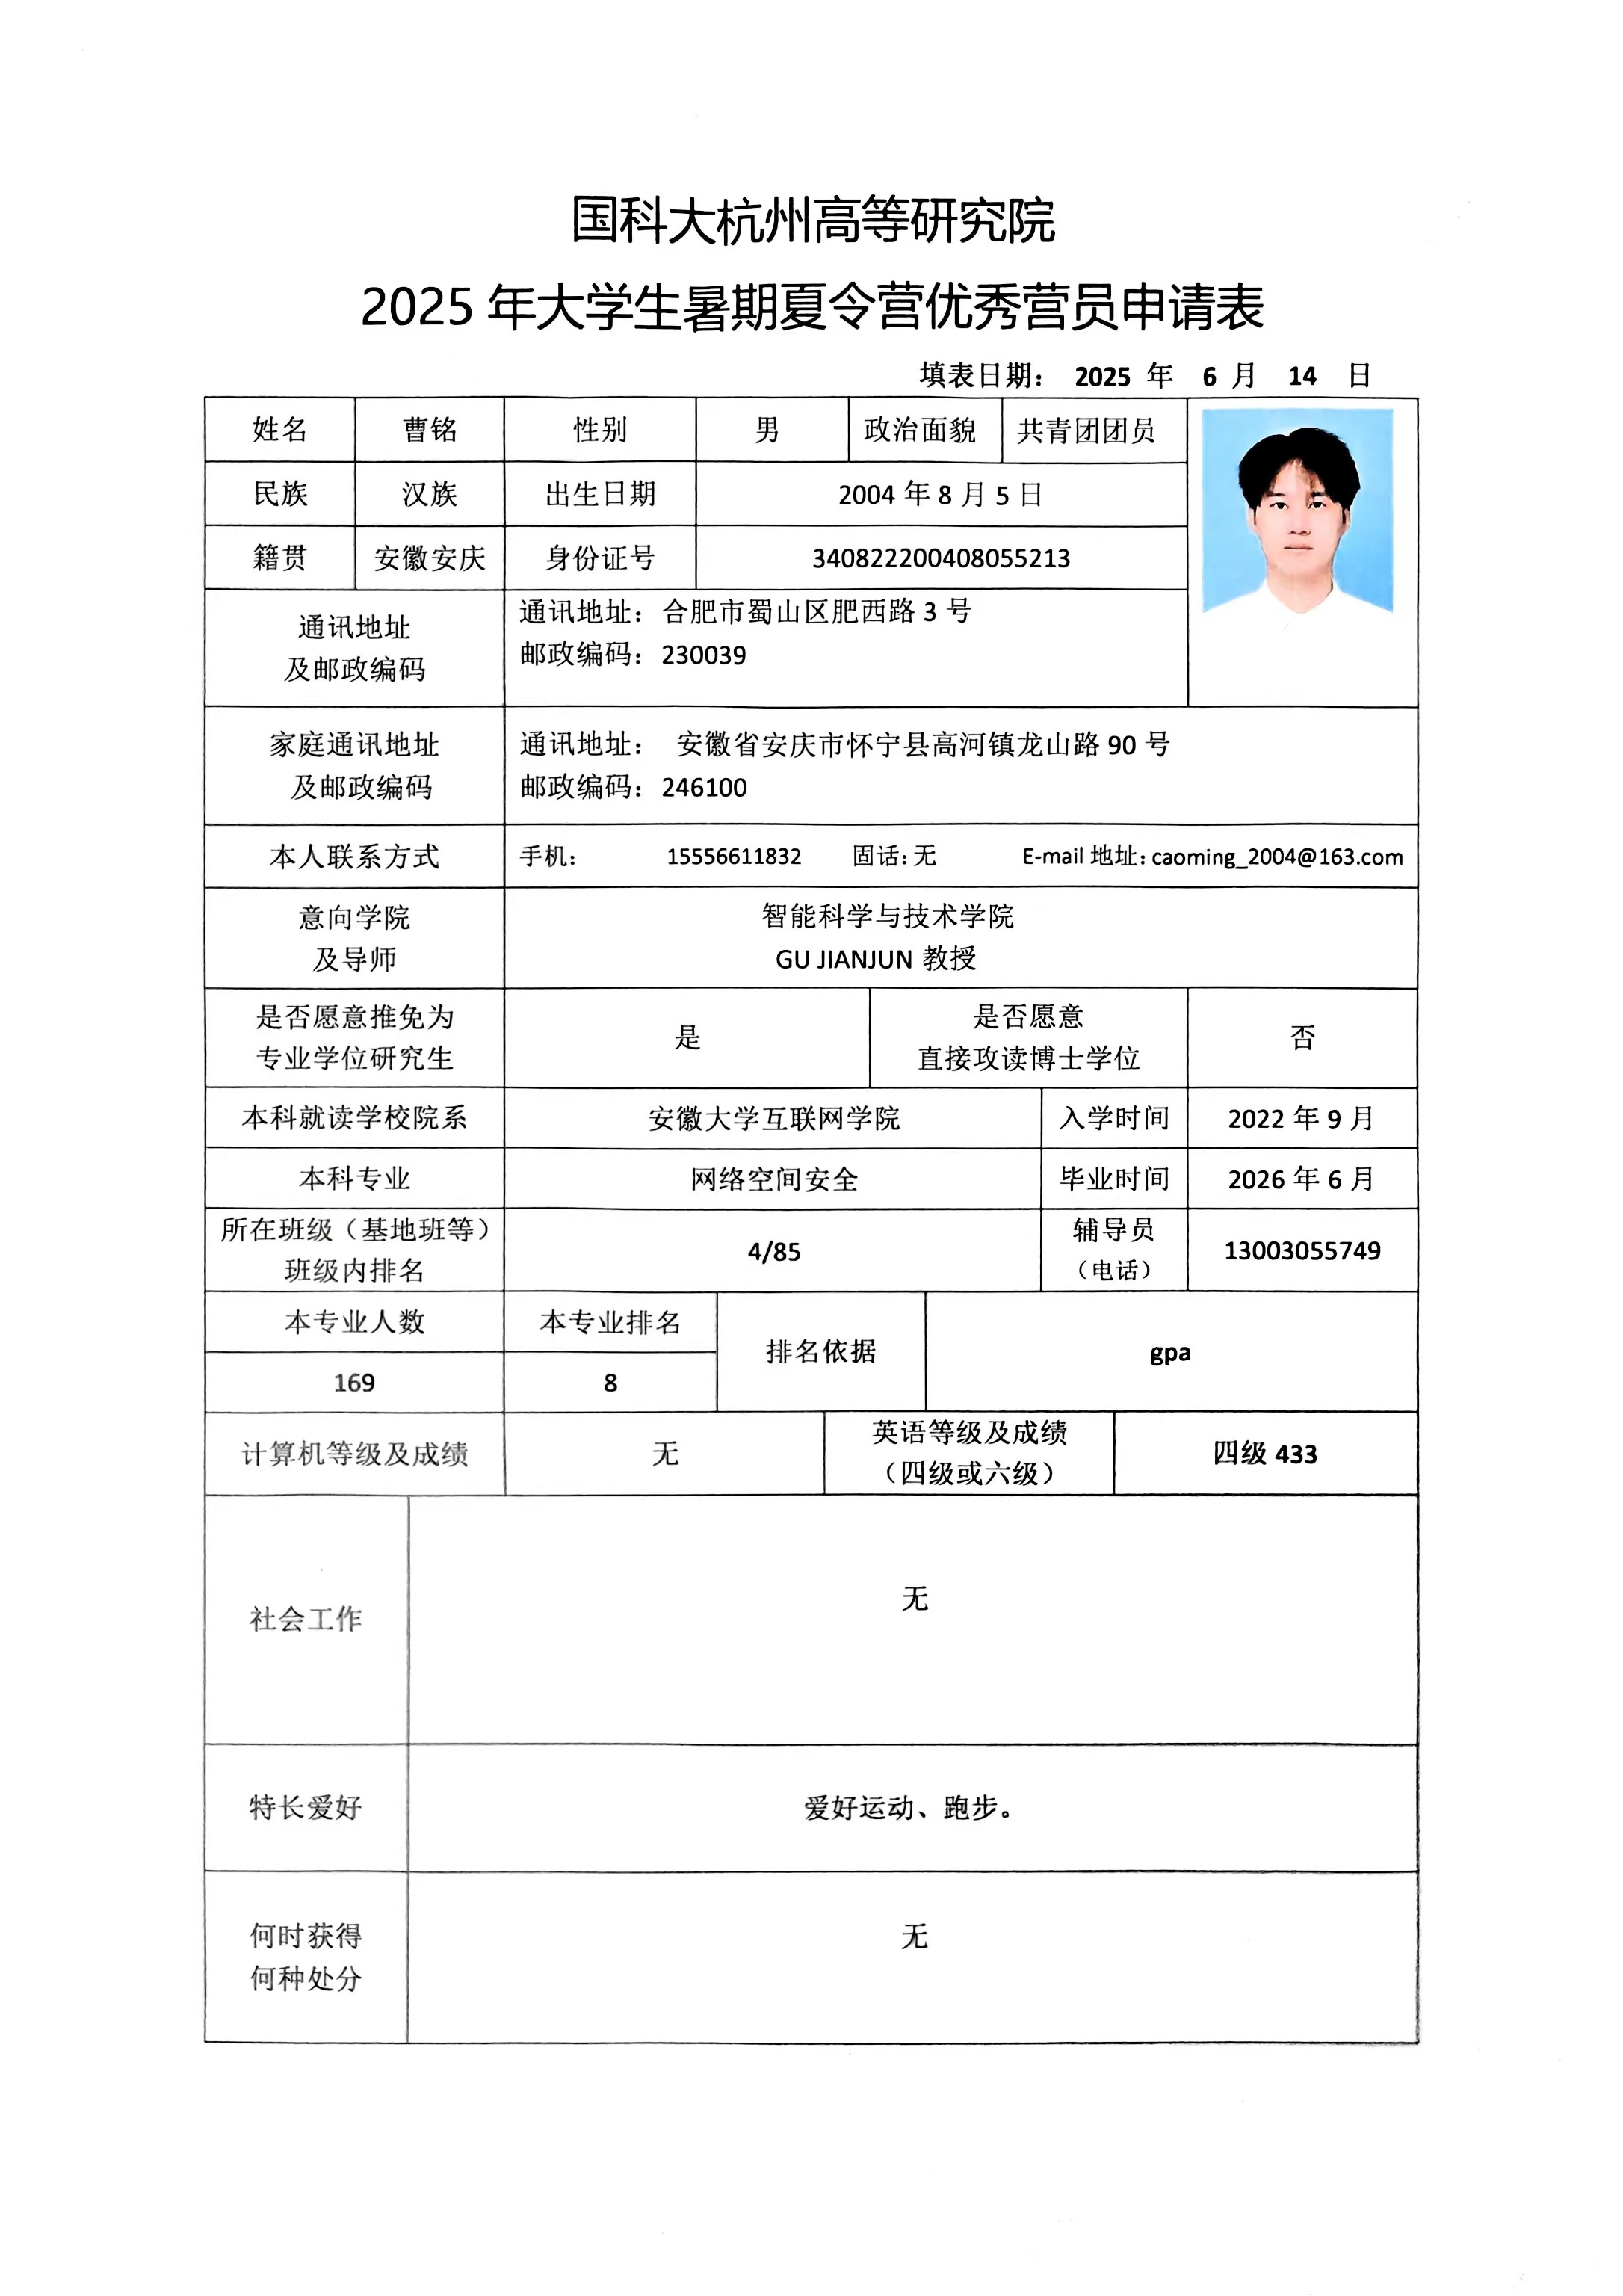 国科大杭州高等研究院
2025 年大学生暑期夏令营优秀营员申请表
填表日期： 2025 年 6 月 14 日
姓名 曹铭 性别 男 政治面貌 共青团团员
民族 汉族 出生日期 2004 年 8 月 5 日
籍贯 安徽安庆 身份证号 340822200408055213
通讯地址
及邮政编码
通讯地址：合肥市蜀山区肥西路 3 号
邮政编码：230039
家庭通讯地址
及邮政编码
通讯地址： 安徽省安庆市怀宁县高河镇龙山路 90 号
邮政编码：246100
本人联系方式 手机： 15556611832 固话：无 E-mail 地址：caoming_2004@163.com
意向学院
及导师
智能科学与技术学院
GU JIANJUN 教授
是否愿意推免为
专业学位研究生
是
是否愿意
直接攻读博士学位
否
本科就读学校院系 安徽大学互联网学院 入学时间 2022 年 9 月
本科专业 网络空间安全 毕业时间 2026 年 6 月
所在班级（基地班等）
班级内排名
4/85
辅导员
（电话）
13003055749
本专业人数 本专业排名
169 8
排名依据 gpa
计算机等级及成绩 无
英语等级及成绩
（四级或六级）
四级 433
社会工作 无
特长爱好 爱好运动、跑步。
何时获得
何种处分
无